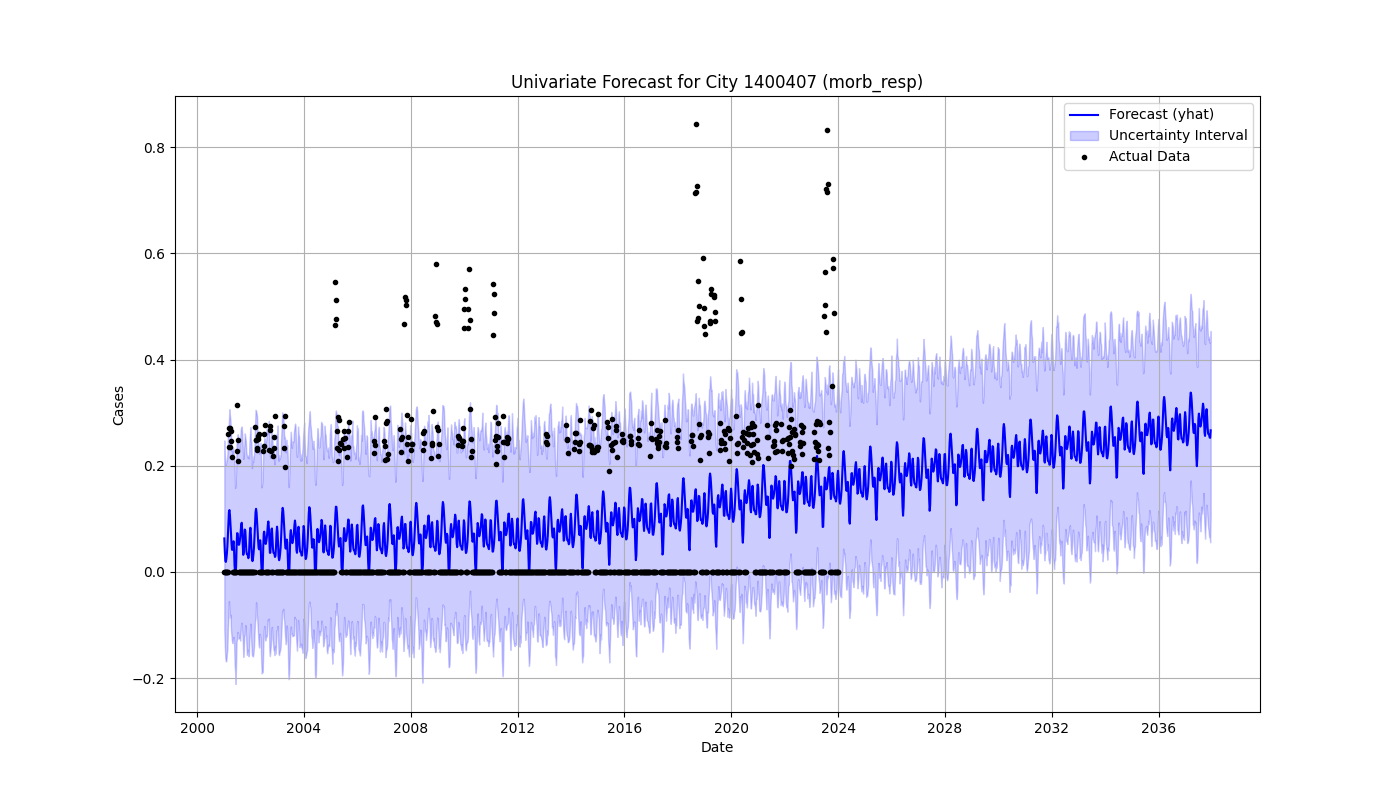 Univariate Forecast for City 1400407 (morb_resp)
Forecast (yhat)
Uncertainty Interval
Actual Data
Cases
0.8
0.6
0.4
0.2
0.0
−0.2
2000 2004 2008 2012 2016 2020 2024 2028 2032 2036
Date